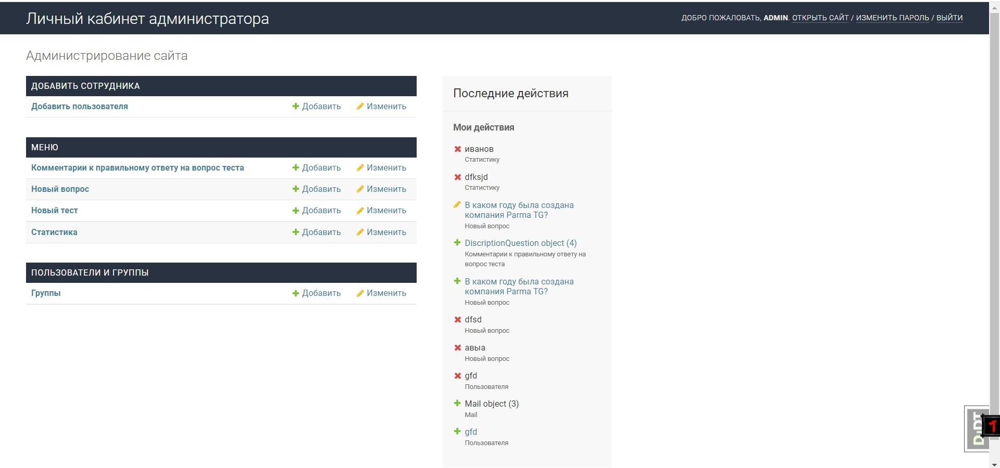 Личный кабинет администратора
ДОБРО ПОЖАЛОВАТЬ, ADMIN. ОТКРЫТЬ САЙТ / ИЗМЕНИТЬ ПАРОЛЬ / ВЫЙТИ
Администрирование сайта
ДОБАВИТЬ СОТРУДНИКА
Добавить пользователя Добавить Изменить
МЕНЮ
Комментарии к правильному ответу на вопрос теста Добавить Изменить
Новый вопрос Добавить Изменить
Новый тест Добавить Изменить
Статистика Добавить Изменить
ПОЛЬЗОВАТЕЛИ И ГРУППЫ
Группы Добавить Изменить
Последние действия
Мои действия
иванов
Статистику
dfksjd
Статистику
В каком году была создана
компания Parma TG?
Новый вопрос
DiscriptionQuestion object (4)
Комментарии к правильному ответу на
вопрос теста
В каком году была создана
компания Parma TG?
Новый вопрос
dfsd
Новый вопрос
авыа
Новый вопрос
gfd
Пользователя
Mail object (3)
Mail
gfd
Пользователя
DjDT